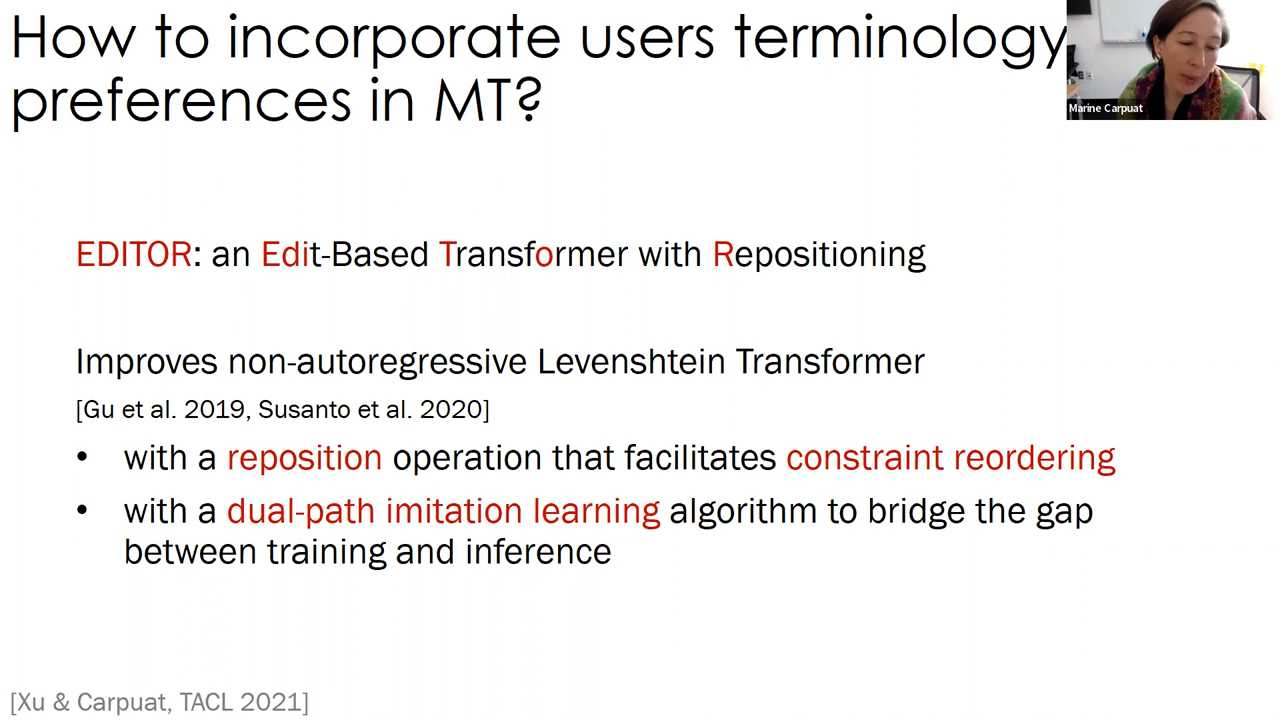 How to incorporate users terminology
preferences in MT?
Marine Carpuat
EDITOR: an Edit-Based Transformer with Repositioning
Improves non-autoregressive Levenshtein Transformer
[Gu et al. 2019, Susanto et al. 2020]
• with a reposition operation that facilitates constraint reordering
• with a dual-path imitation learning algorithm to bridge the gap
between training and inference
[Xu & Carpuat, TACL 2021]